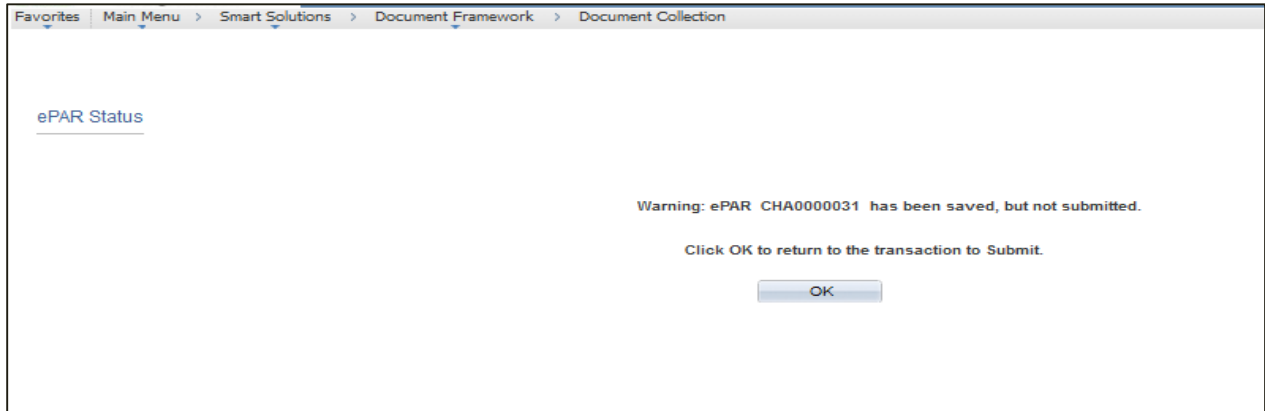 Favorites Main Menu > Smart Solutions > Document Framework > Document Collection
ePAR Status
Warning: ePAR CHA0000031 has been saved, but not submitted.
Click OK to return to the transaction to Submit.
OK